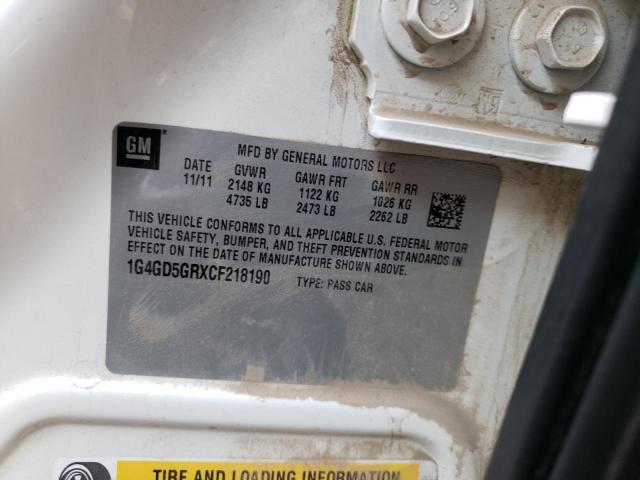 GM
MFD BY GENERAL MOTORS LLC
DATE GVWR GAWR FRT GAWR RR
11/11 2148 KG 1122 KG 1026 KG
4735 LB 2473 LB 2262 LB
THIS VEHICLE CONFORMS TO ALL APPLICABLE U.S. FEDERAL MOTOR
VEHICLE SAFETY, BUMPER, AND THEFT PREVENTION STANDARDS IN
EFFECT ON THE DATE OF MANUFACTURE SHOWN ABOVE.
1G4GD5GRXCF218190 TYPE: PASS CAR
TIRE AND LOADING INFORMATION